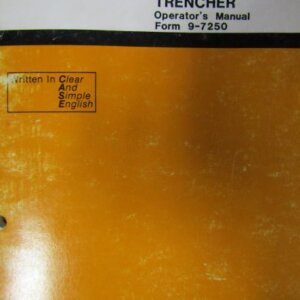 TRENCHER
Operator's Manual
Form 9-7250
Written In Clear
And
Simple
English